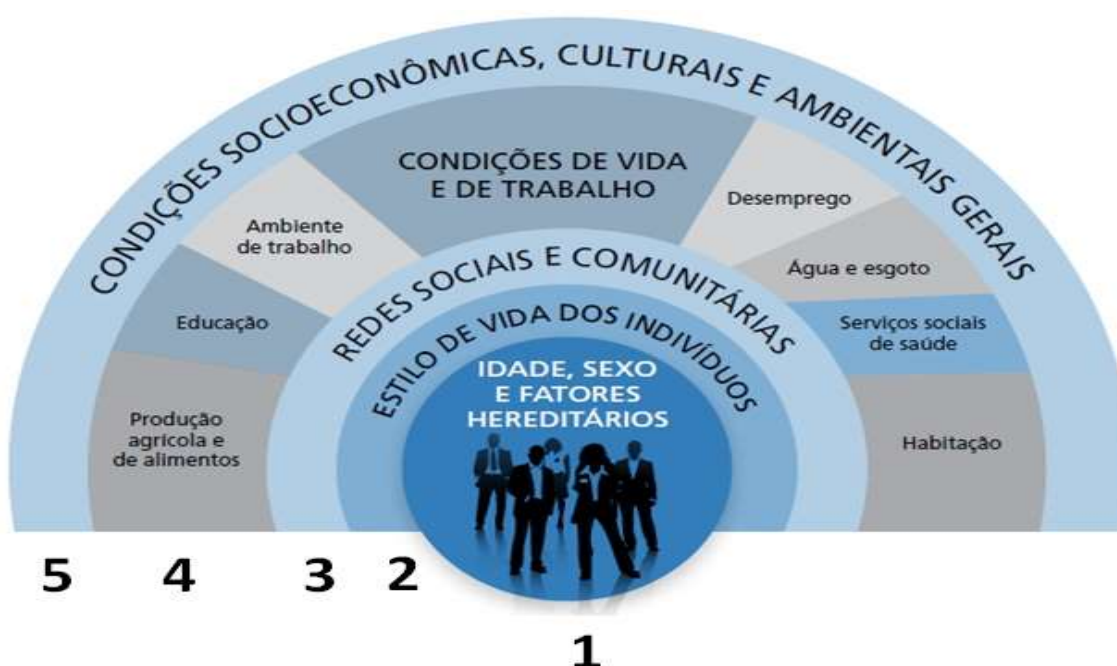 CONDIÇÕES SOCIOECONÔMICAS, CULTURAIS E AMBIENTAIS GERAIS
CONDIÇÕES DE VIDA
E DE TRABALHO
Ambiente
de trabalho
Desemprego
Educação
Água e esgoto
Produção
agrícola e
de alimentos
Serviços sociais
de saúde
Habitação
REDES SOCIAIS E COMUNITÁRIAS
ESTILO DE VIDA DOS INDIVÍDUOS
IDADE, SEXO
E FATORES
HEREDITÁRIOS
5 4 3 2
1